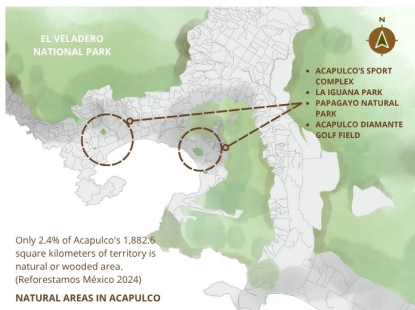 EL VELADERO
NATIONAL PARK
N
• ACAPULCO'S SPORT
COMPLEX
• LA IGUANA PARK
• PAPAGAYO NATURAL
PARK
• ACAPULCO DIAMANTE
GOLF FIELD
Only 2.4% of Acapulco's 1,882.6
square kilometers of territory is
natural or wooded area.
(Reforestamos México 2024)
NATURAL AREAS IN ACAPULCO